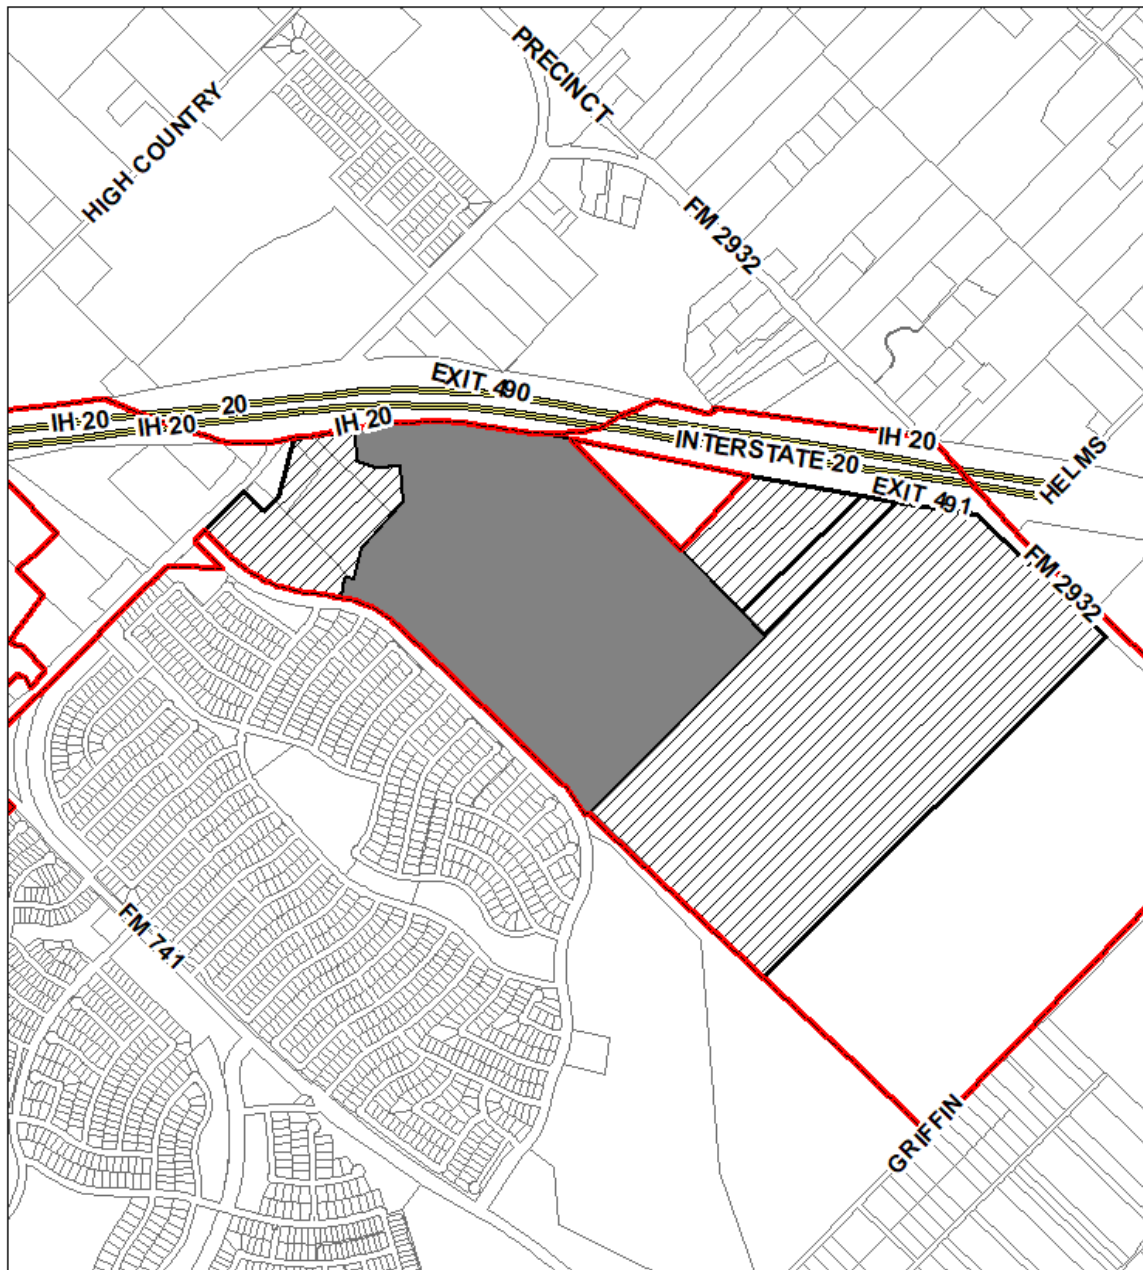 PRECINCT
HIGH COUNTRY
FM 2932
EXIT 490
20
IH 20
IH 20
IH 20
IH 20
INTERSTATE 20
HELMS
EXIT 491
FM 2932
FM 741
GRIFFIN